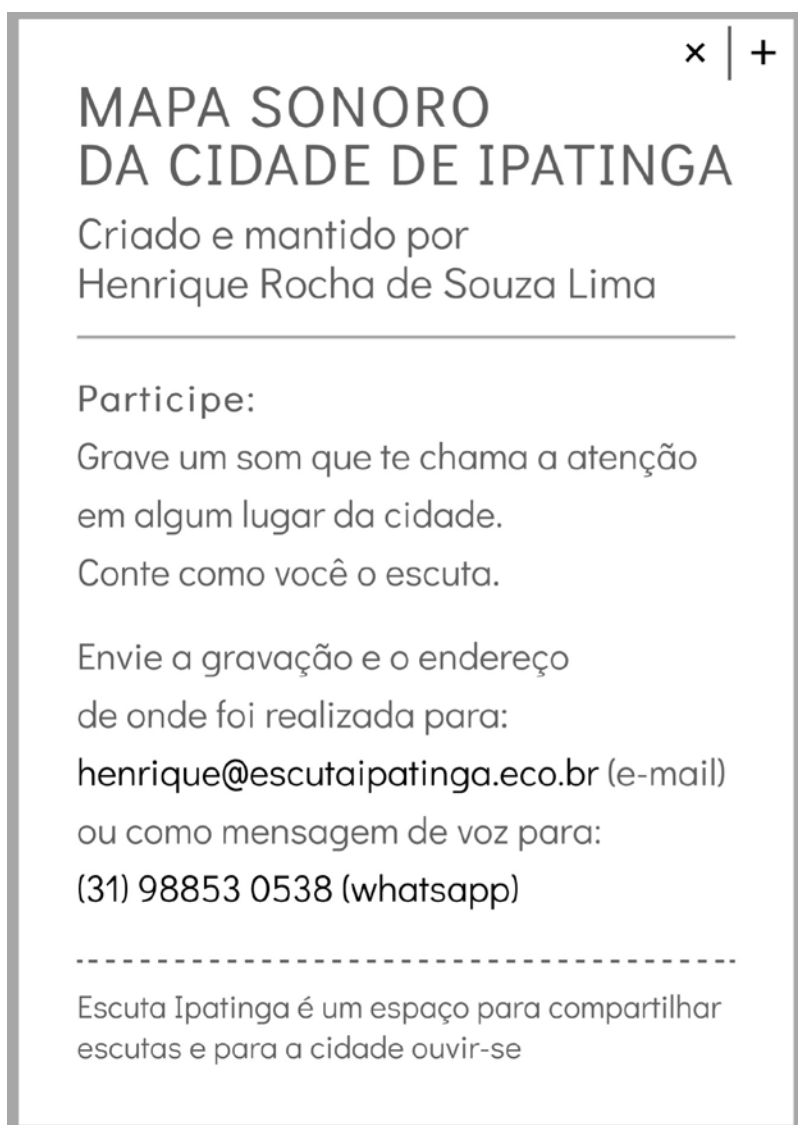 × | +
MAPA SONORO
DA CIDADE DE IPATINGA
Criado e mantido por
Henrique Rocha de Souza Lima
Participe:
Grave um som que te chama a atenção
em algum lugar da cidade.
Conte como você o escuta.
Envie a gravação e o endereço
de onde foi realizada para:
henrique@escutaipatinga.eco.br (e-mail)
ou como mensagem de voz para:
(31) 98853 0538 (whatsapp)
Escuta Ipatinga é um espaço para compartilhar
escutas e para a cidade ouvir-se